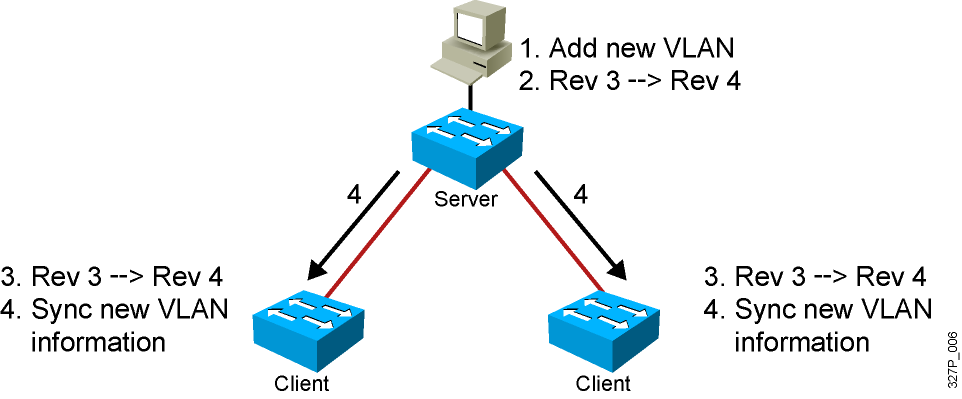 1. Add new VLAN
2. Rev 3 --> Rev 4
Server
4
4
3. Rev 3 --> Rev 4
4. Sync new VLAN
information
3. Rev 3 --> Rev 4
4. Sync new VLAN
information
Client
Client
327P_006